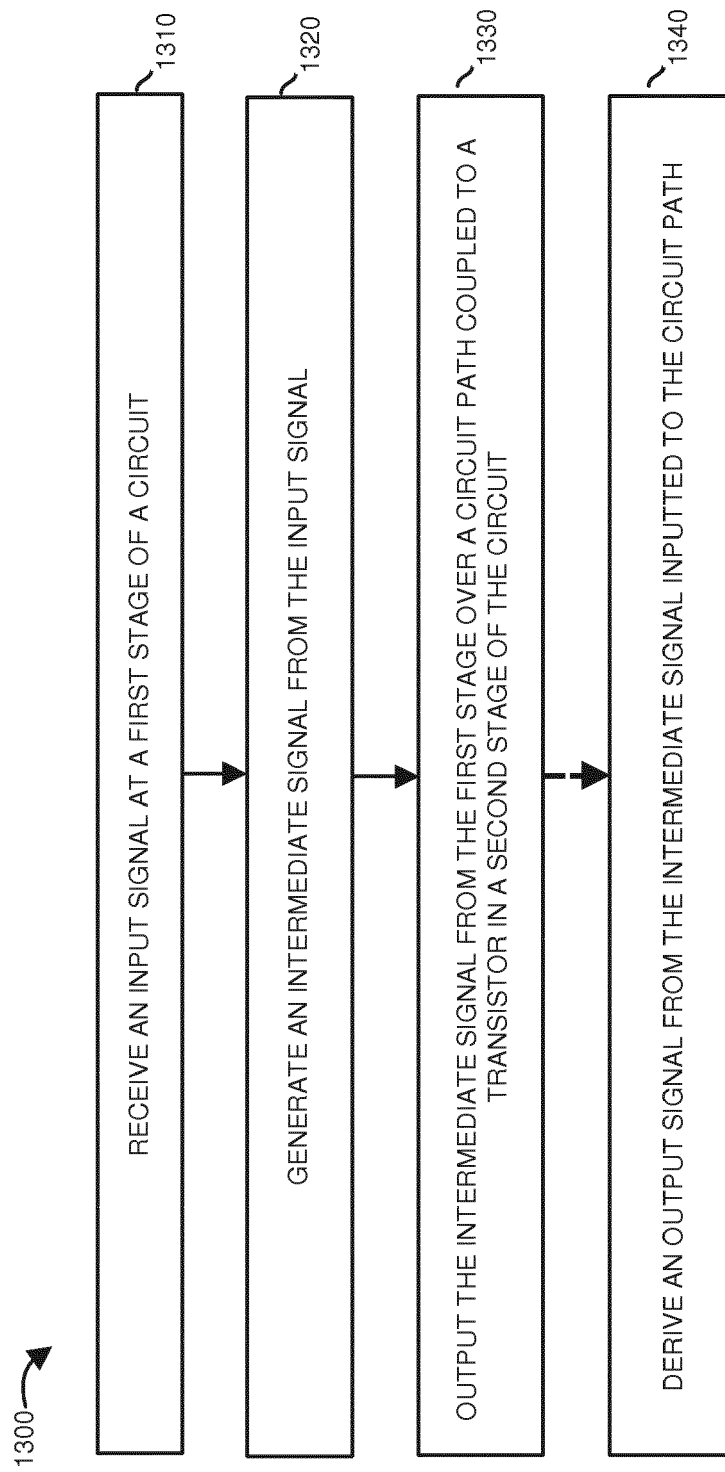 1300
RECEIVE AN INPUT SIGNAL AT A FIRST STAGE OF A CIRCUIT
1310
GENERATE AN INTERMEDIATE SIGNAL FROM THE INPUT SIGNAL
1320
OUTPUT THE INTERMEDIATE SIGNAL FROM THE FIRST STAGE OVER A CIRCUIT PATH COUPLED TO A
TRANSISTOR IN A SECOND STAGE OF THE CIRCUIT
1330
DERIVE AN OUTPUT SIGNAL FROM THE INTERMEDIATE SIGNAL INPUTTED TO THE CIRCUIT PATH
1340